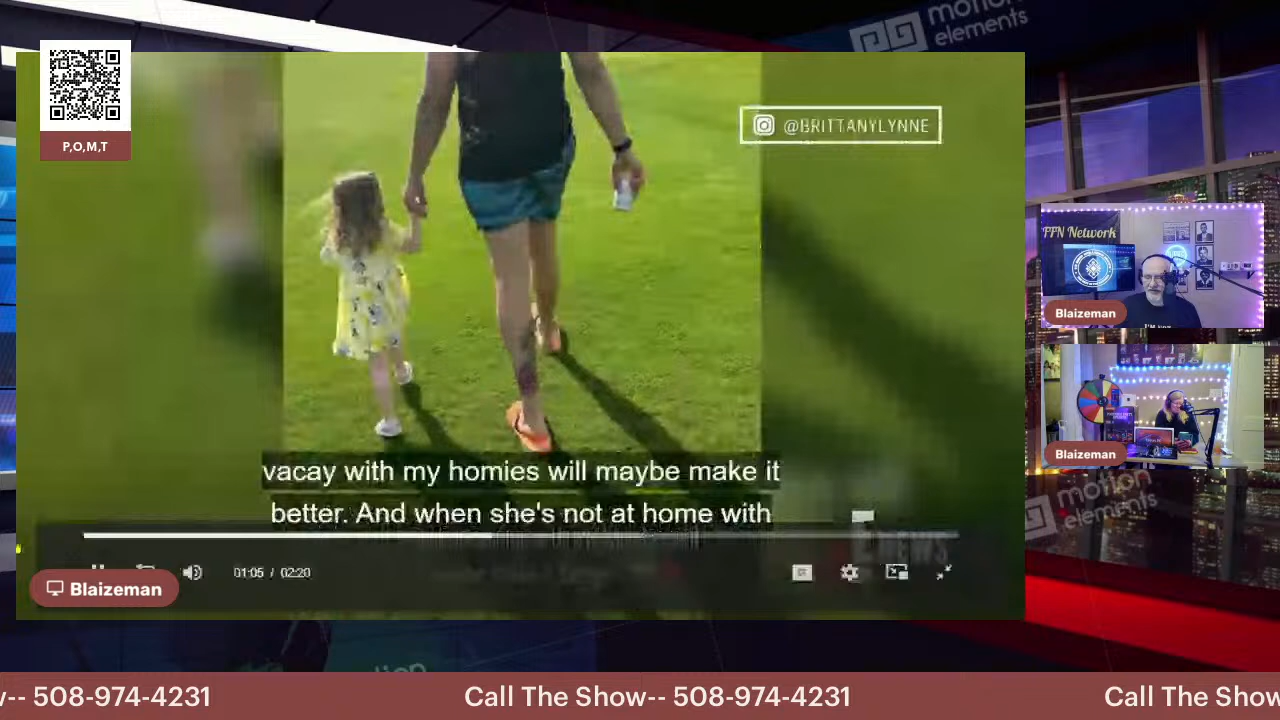 motion
elements
P,O,M,T
@BRITTANYLYNNE
FFN Network
Blaizeman
Blaizeman
vacay with my homies will maybe make it
better. And when she's not at home with
E NEWS
01:05 / 02:20
Blaizeman
motion
elements
motion
-- 508-974-4231
Call The Show-- 508-974-4231
Call The Show